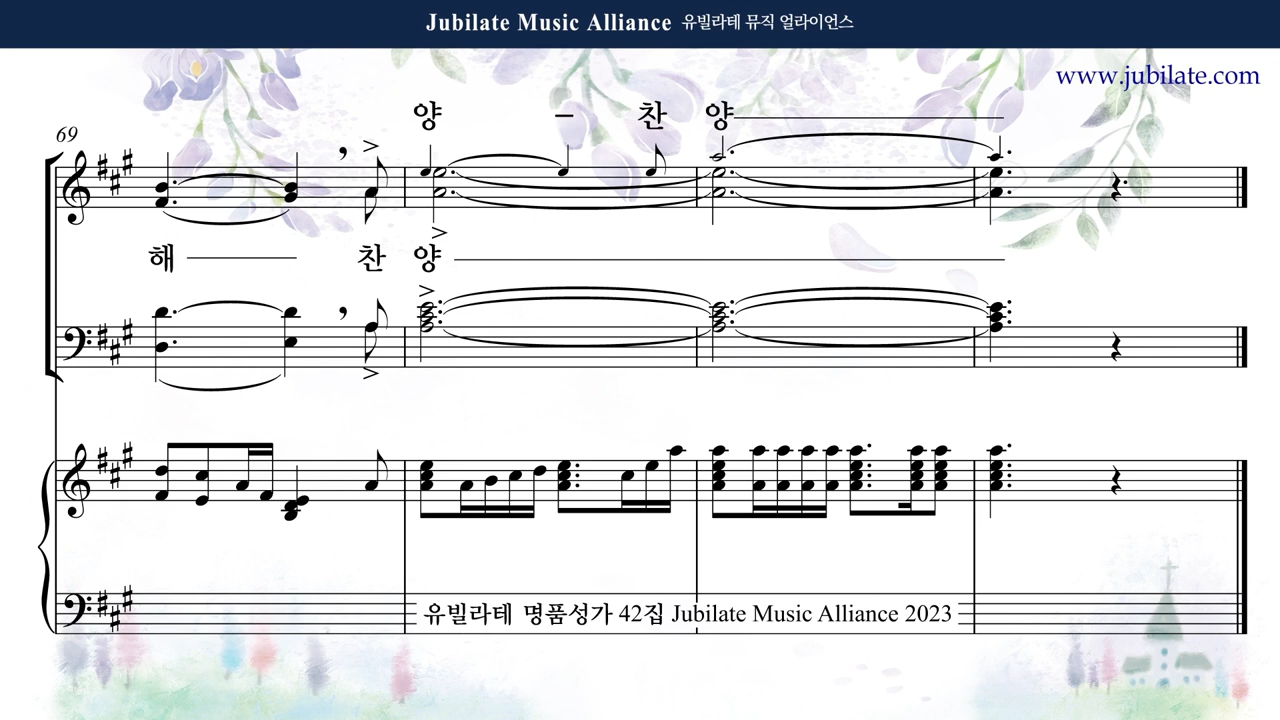 Jubilate Music Alliance 유빌라테 뮤직 얼라이언스
www.jubilate.com
양 – 찬 양
69
해 찬 양
유빌라테 명품성가 42집 Jubilate Music Alliance 2023